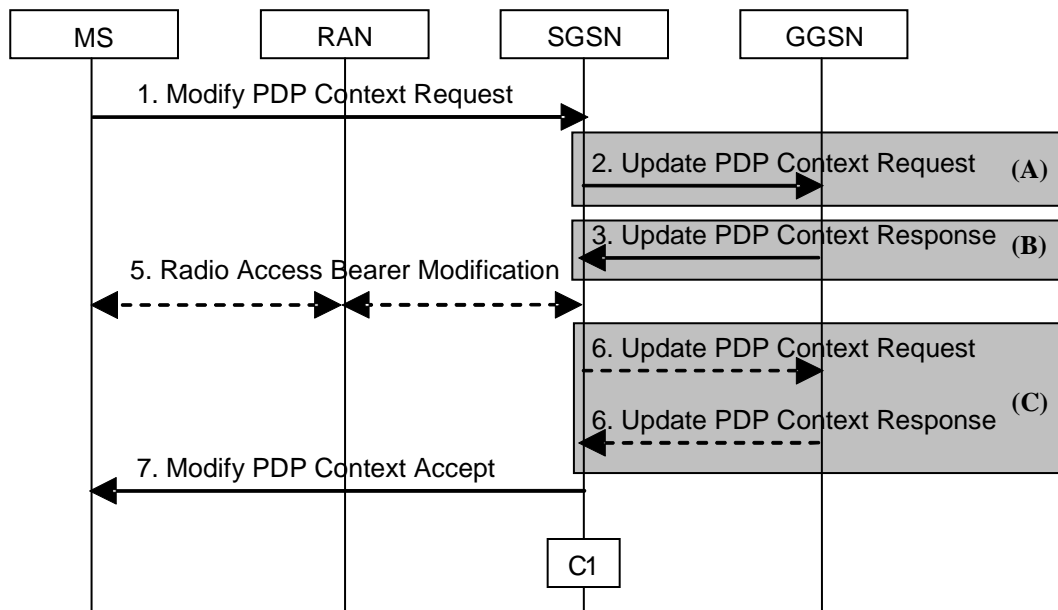 MS RAN SGSN GGSN
1. Modify PDP Context Request
2. Update PDP Context Request (A)
3. Update PDP Context Response (B)
5. Radio Access Bearer Modification
6. Update PDP Context Request
(C)
6. Update PDP Context Response
7. Modify PDP Context Accept
C1